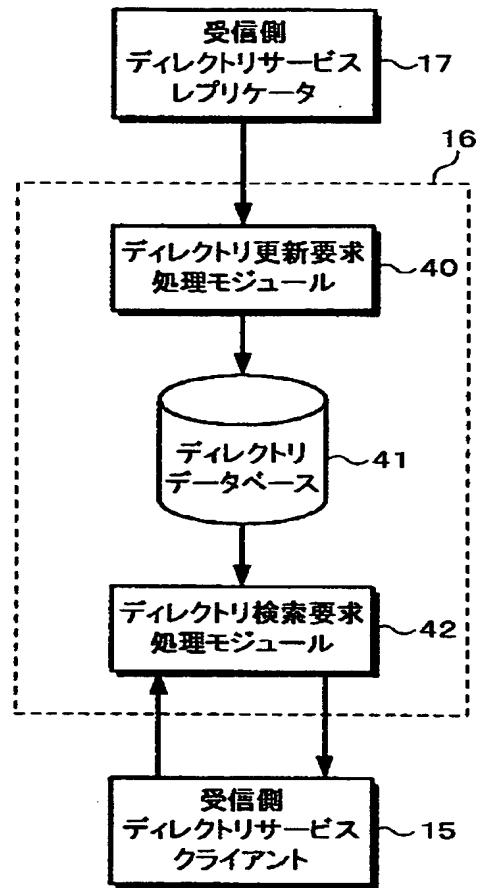 受信側
ディレクトリサービス
レプリケータ
17
16
ディレクトリ更新要求
処理モジュール
40
ディレクトリ
データベース
41
ディレクトリ検索要求
処理モジュール
42
受信側
ディレクトリサービス
クライアント
15